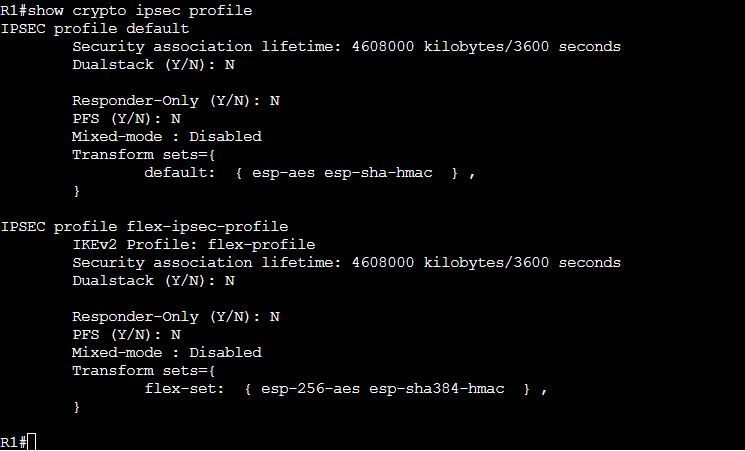 R1#show crypto ipsec profile
IPSEC profile default
        Security association lifetime: 4608000 kilobytes/3600 seconds
        Dualstack (Y/N): N

        Responder-Only (Y/N): N
        PFS (Y/N): N
        Mixed-mode : Disabled
        Transform sets={
                default:  { esp-aes esp-sha-hmac  } ,
        }

IPSEC profile flex-ipsec-profile
        IKEv2 Profile: flex-profile
        Security association lifetime: 4608000 kilobytes/3600 seconds
        Dualstack (Y/N): N

        Responder-Only (Y/N): N
        PFS (Y/N): N
        Mixed-mode : Disabled
        Transform sets={
                flex-set:  { esp-256-aes esp-sha384-hmac  } ,
        }

R1#